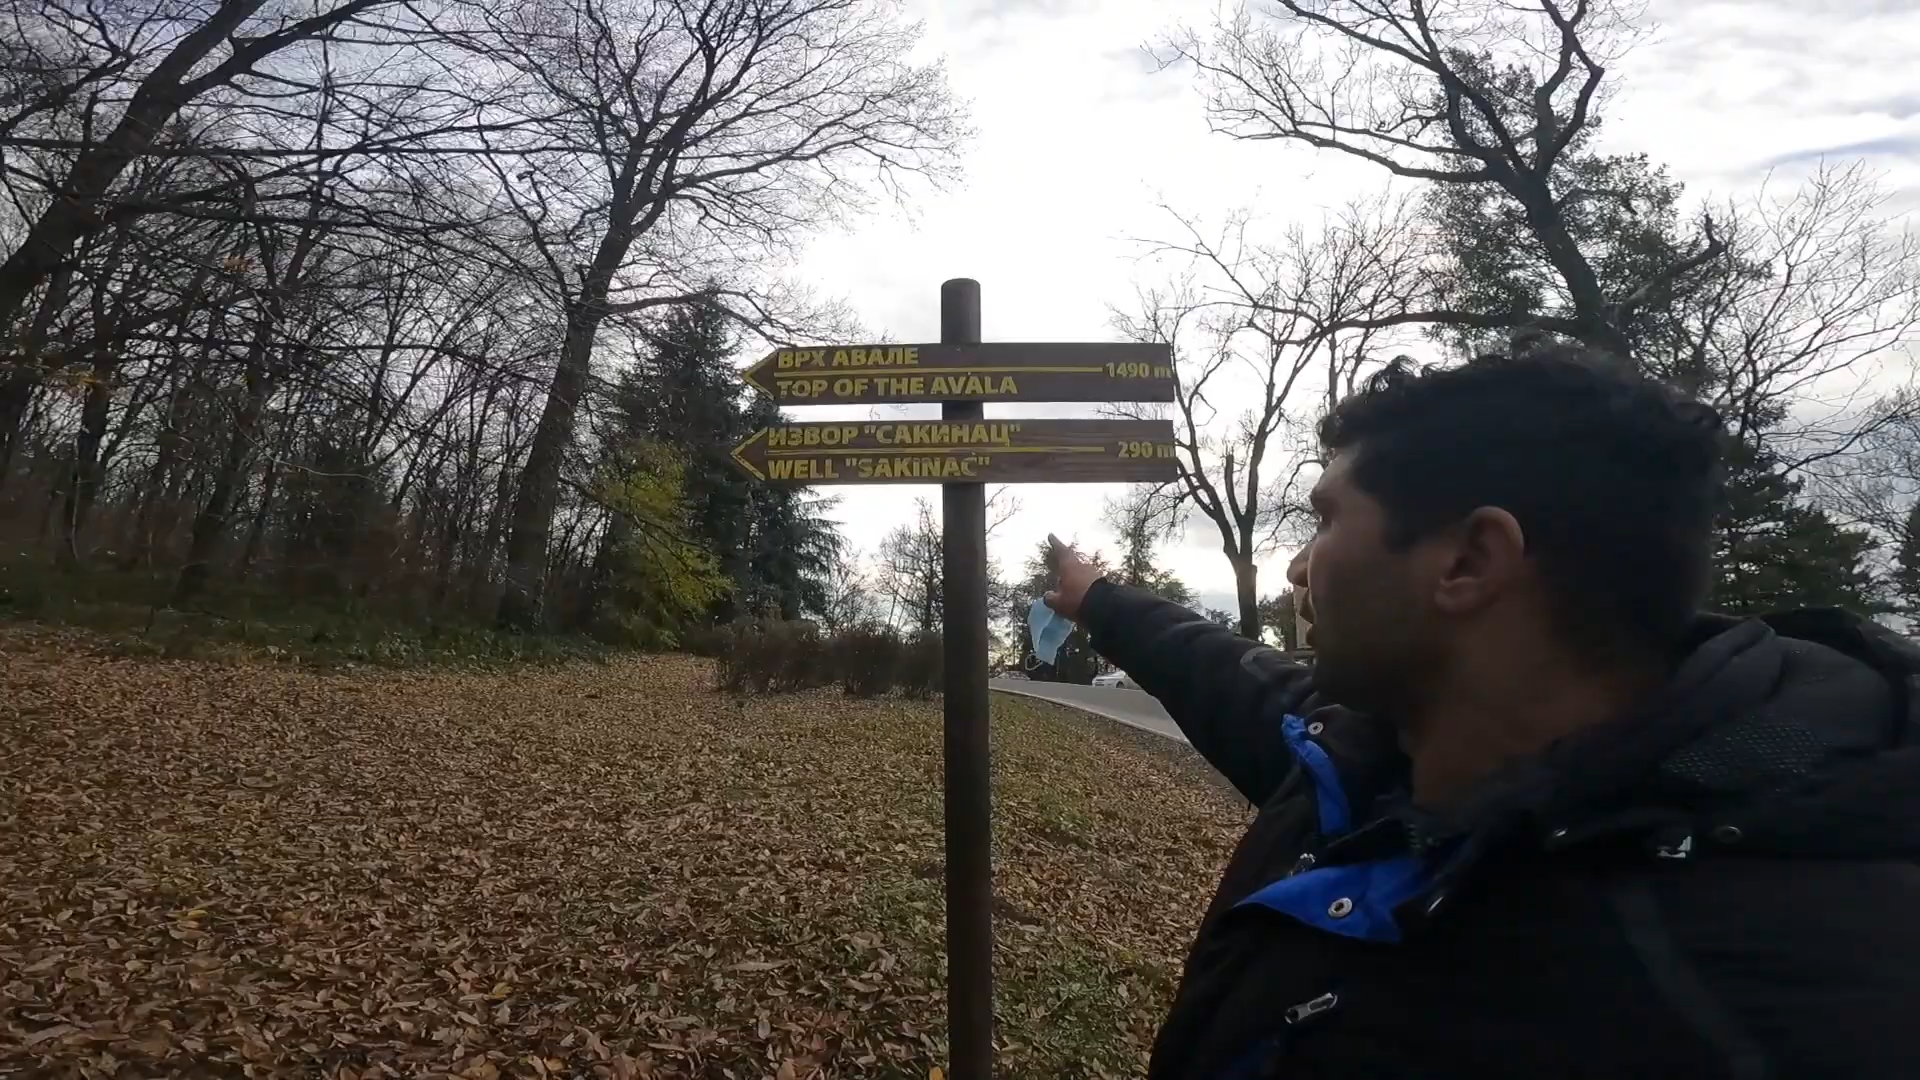 ВРХ АВАЛЕ
TOP OF THE AVALA
1490 m
ИЗВОР "САКИНАЦ"
WELL "SAKINAC"
290 m